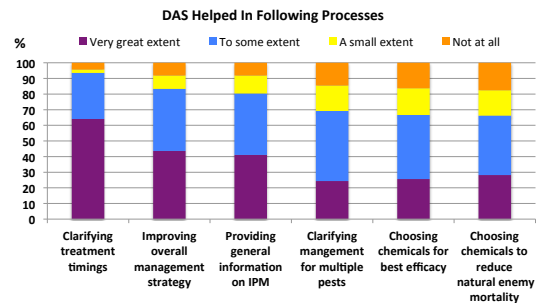 DAS Helped In Following Processes
%
Very great extent
To some extent
A small extent
Not at all
100
90
80
70
60
50
40
30
20
10
0
Clarifying
treatment
timings
Improving
overall
management
strategy
Providing
general
information
on IPM
Clarifying
mangement
for multiple
pests
Choosing
chemicals for
best efficacy
Choosing
chemicals to
reduce
natural enemy
mortality